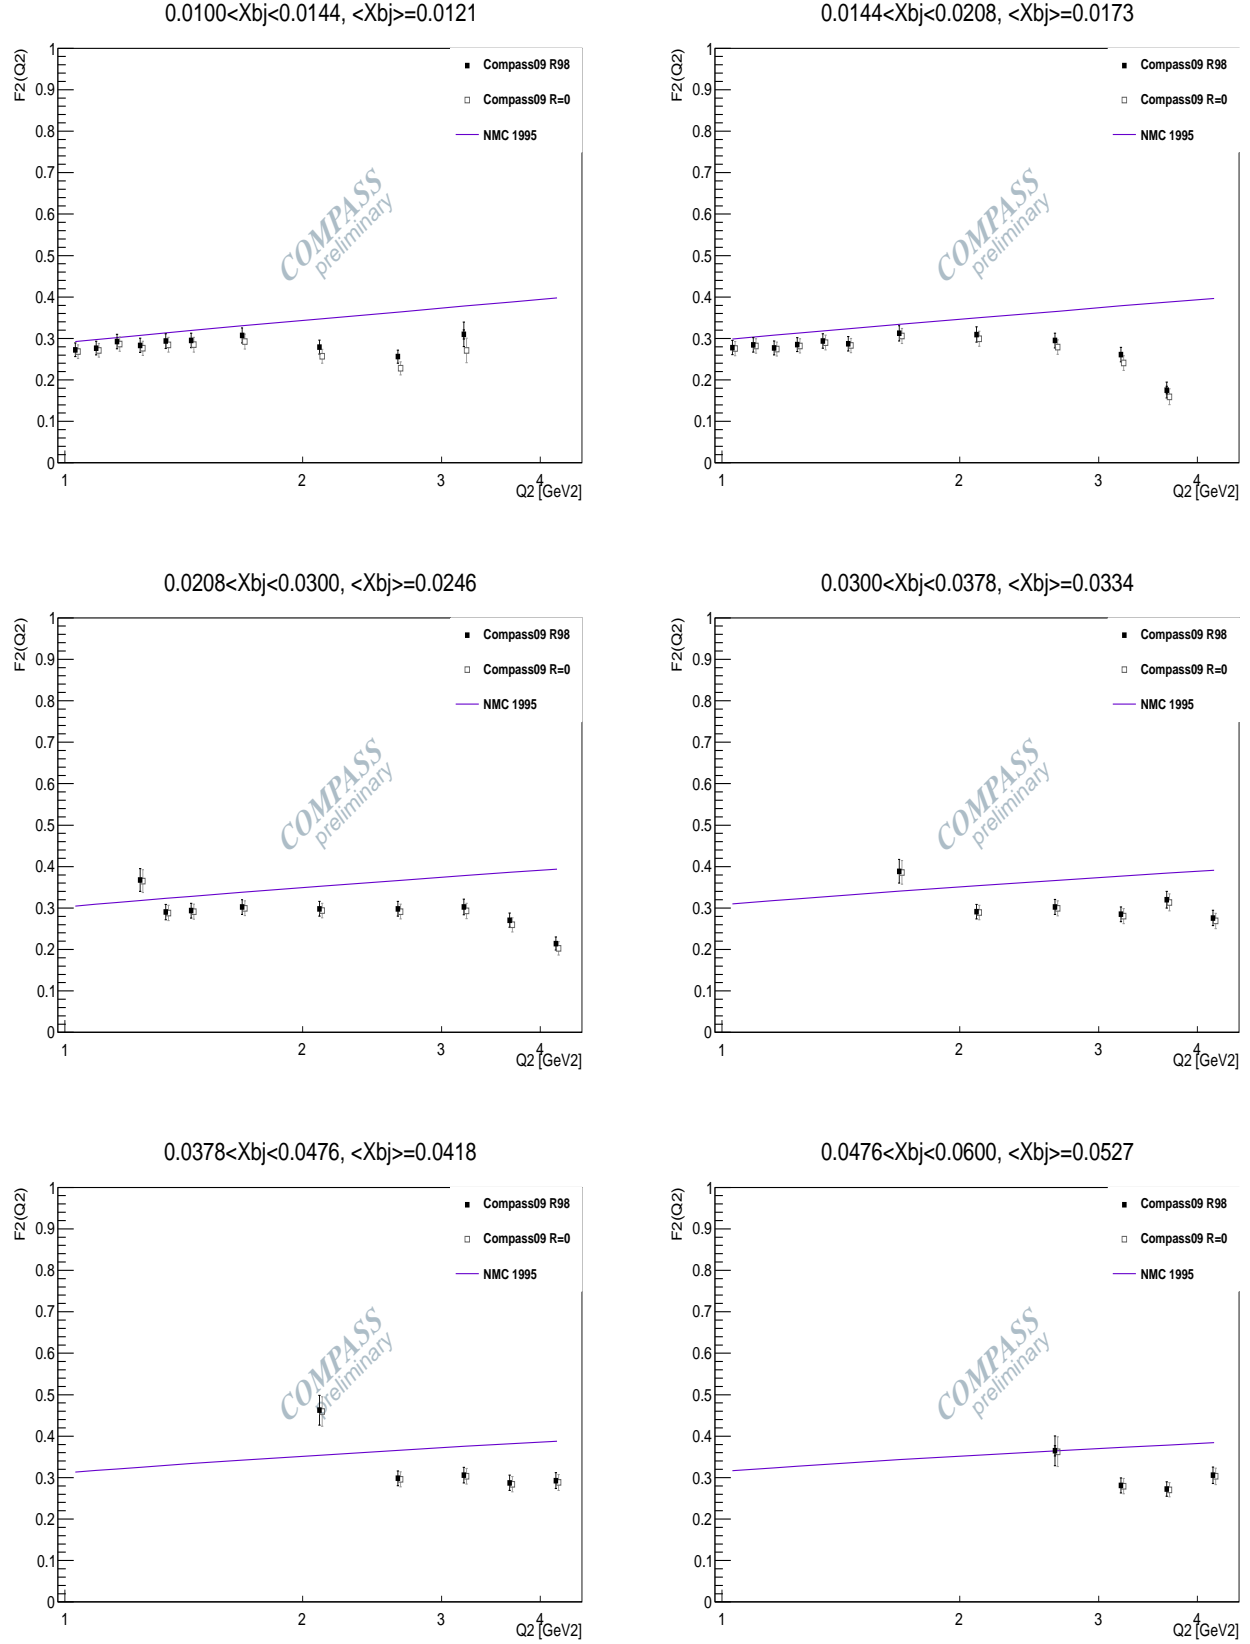 0.0100<Xbj<0.0144, <Xbj>=0.0121
F2(Q2)
1
0.9
0.8
0.7
0.6
0.5
0.4
0.3
0.2
0.1
0
Compass09 R98
Compass09 R=0
NMC 1995
COMPASS
preliminary
1 2 3 4
Q2 [GeV2]
0.0144<Xbj<0.0208, <Xbj>=0.0173
F2(Q2)
1
0.9
0.8
0.7
0.6
0.5
0.4
0.3
0.2
0.1
0
Compass09 R98
Compass09 R=0
NMC 1995
COMPASS
preliminary
1 2 3 4
Q2 [GeV2]
0.0208<Xbj<0.0300, <Xbj>=0.0246
F2(Q2)
1
0.9
0.8
0.7
0.6
0.5
0.4
0.3
0.2
0.1
0
Compass09 R98
Compass09 R=0
NMC 1995
COMPASS
preliminary
1 2 3 4
Q2 [GeV2]
0.0300<Xbj<0.0378, <Xbj>=0.0334
F2(Q2)
1
0.9
0.8
0.7
0.6
0.5
0.4
0.3
0.2
0.1
0
Compass09 R98
Compass09 R=0
NMC 1995
COMPASS
preliminary
1 2 3 4
Q2 [GeV2]
0.0378<Xbj<0.0476, <Xbj>=0.0418
F2(Q2)
1
0.9
0.8
0.7
0.6
0.5
0.4
0.3
0.2
0.1
0
Compass09 R98
Compass09 R=0
NMC 1995
COMPASS
preliminary
1 2 3 4
Q2 [GeV2]
0.0476<Xbj<0.0600, <Xbj>=0.0527
F2(Q2)
1
0.9
0.8
0.7
0.6
0.5
0.4
0.3
0.2
0.1
0
Compass09 R98
Compass09 R=0
NMC 1995
COMPASS
preliminary
1 2 3 4
Q2 [GeV2]